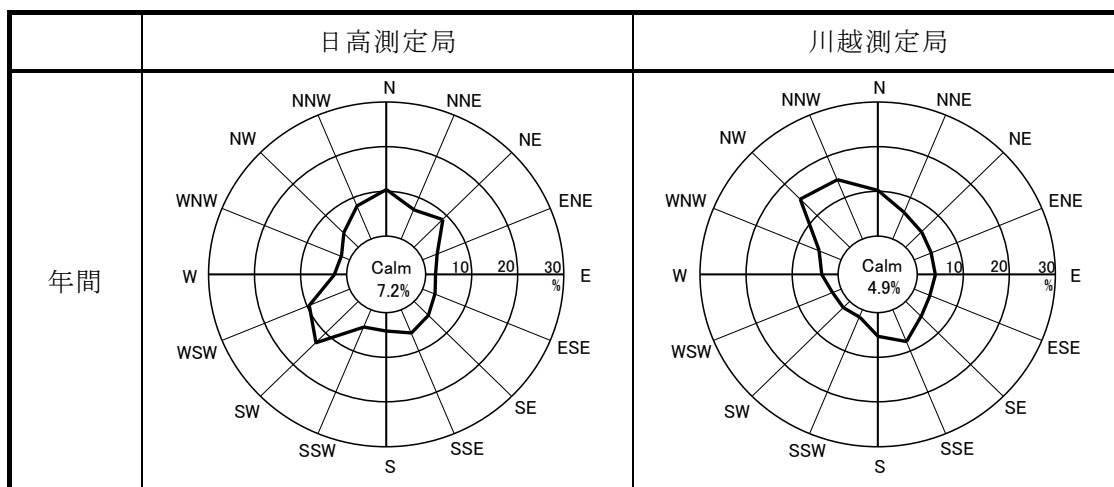 日高測定局
川越測定局
年間
N
NNE
NE
ENE
E
ESE
SE
SSE
S
SSW
SW
WSW
W
WNW
NW
NNW
Calm
7.2%
10
20
30
%
N
NNE
NE
ENE
E
ESE
SE
SSE
S
SSW
SW
WSW
W
WNW
NW
NNW
Calm
4.9%
10
20
30
%